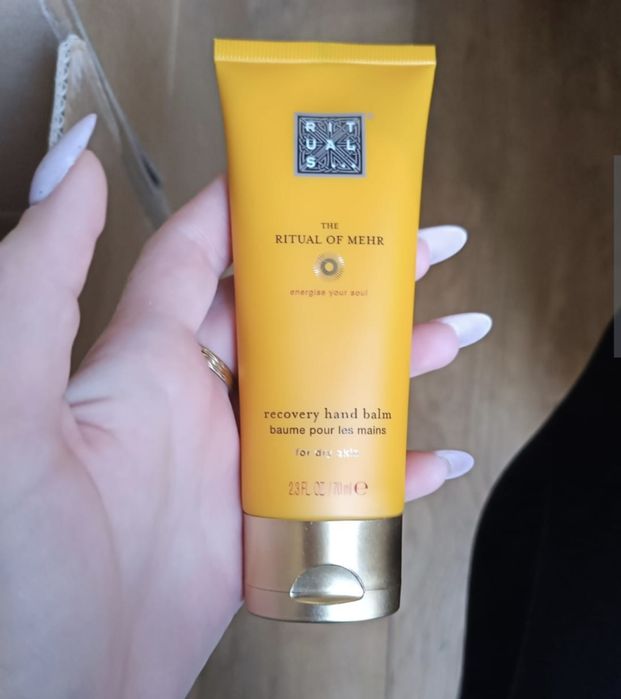 RIT
UAL
S...
THE
RITUAL OF MEHR
energise your soul
recovery hand balm
baume pour les mains
for dry skin
2.3 FL. OZ. / 70 ml ℮